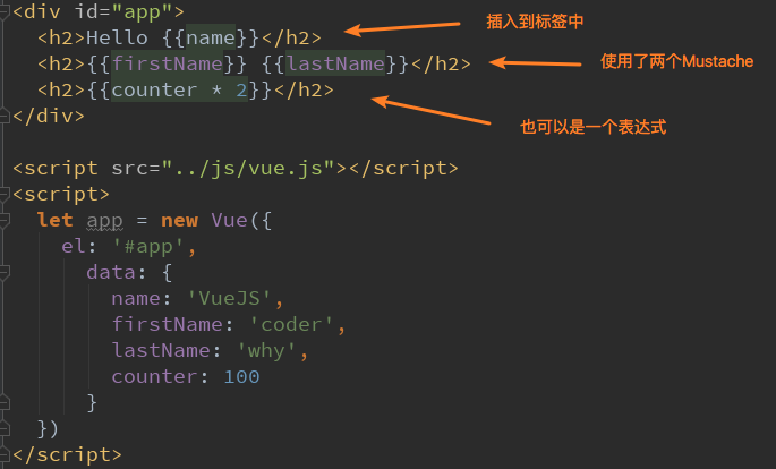 <div id="app">
  <h2>Hello {{name}}</h2> 插入到标签中
  <h2>{{firstName}} {{lastName}}</h2> 使用了两个Mustache
  <h2>{{counter * 2}}</h2>
</div> 也可以是一个表达式
<script src="../js/vue.js"></script>
<script>
  let app = new Vue({
    el: '#app',
      data: {
        name: 'VueJS',
        firstName: 'coder',
        lastName: 'why',
        counter: 100
      }
  })
</script>